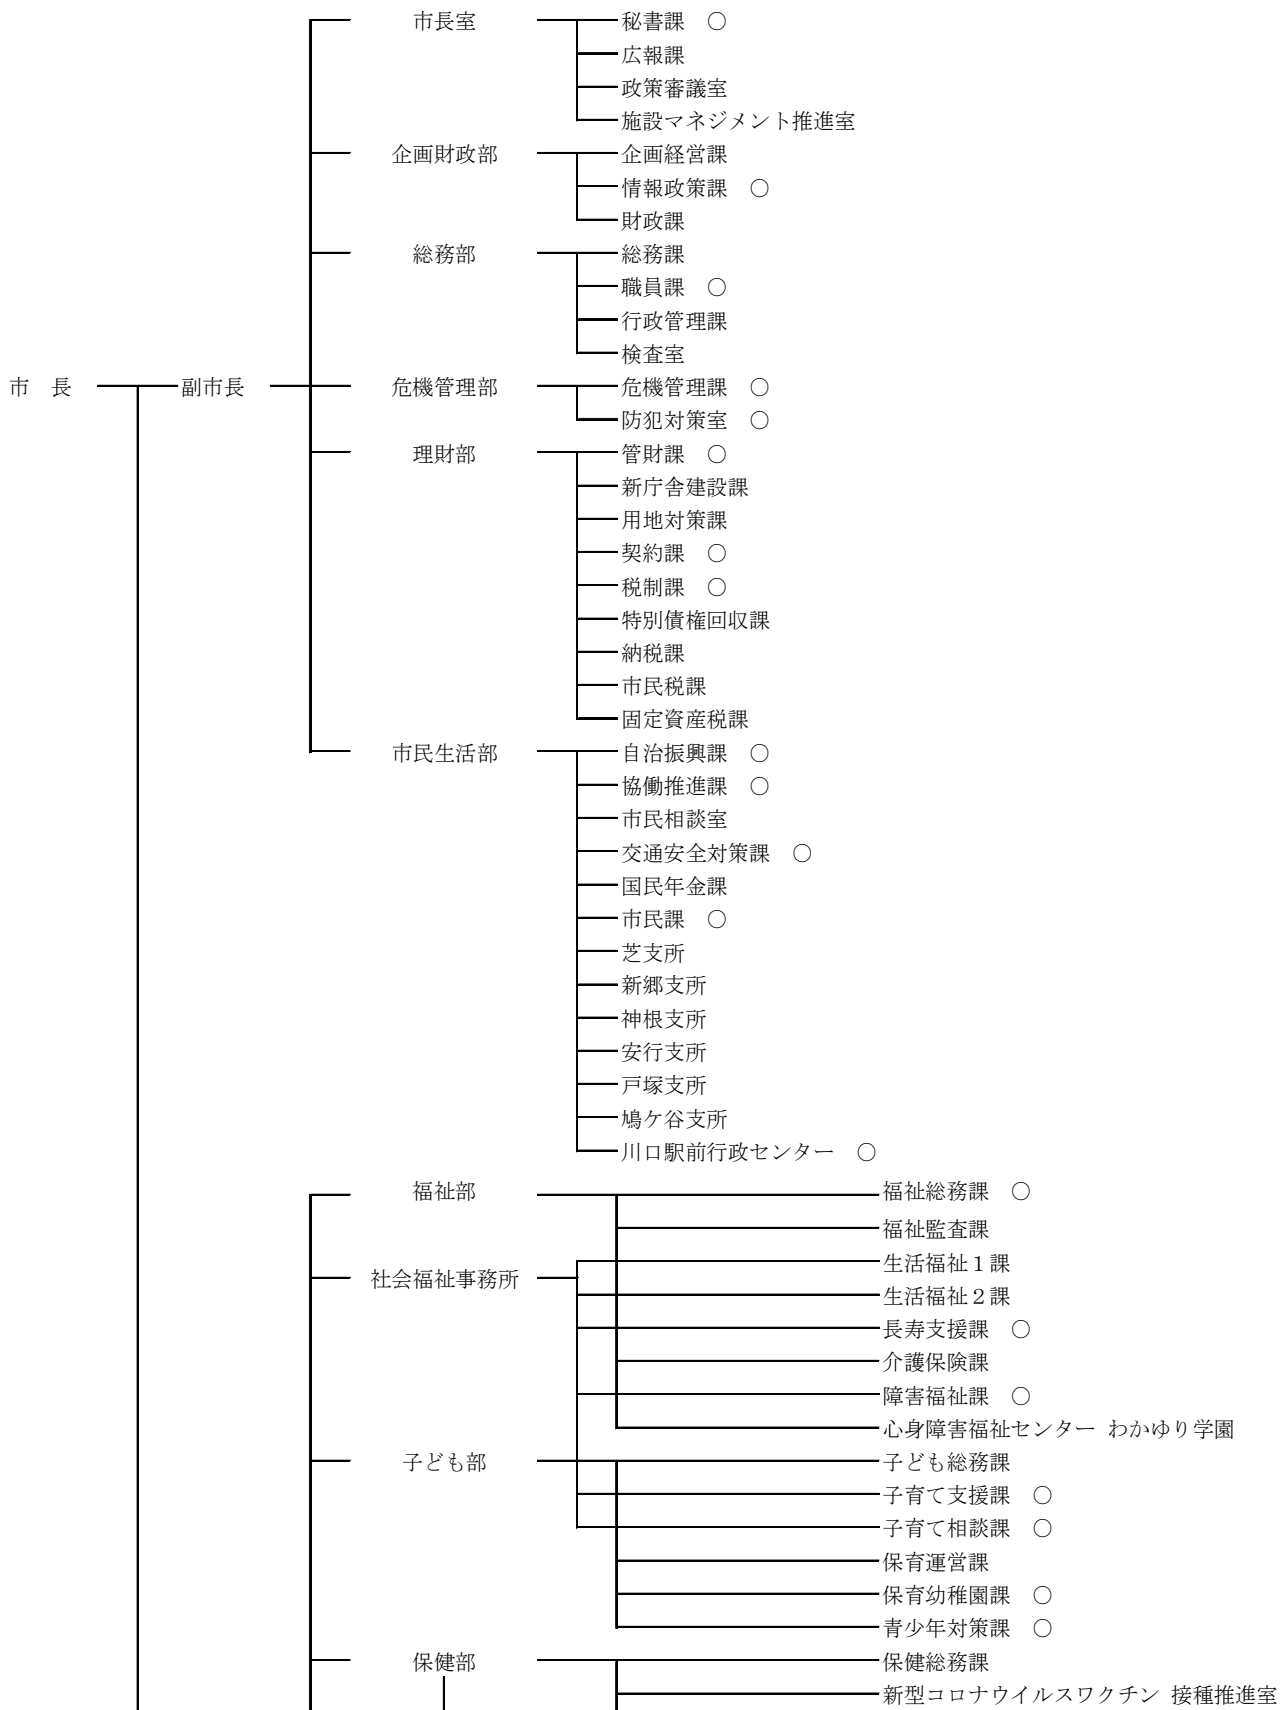 市長室 秘書課 ○
広報課
政策審議室
施設マネジメント推進室
企画財政部 企画経営課
情報政策課 ○
財政課
総務部 総務課
職員課 ○
行政管理課
検査室
市 長 副市長 危機管理部 危機管理課 ○
防犯対策室 ○
理財部 管財課 ○
新庁舎建設課
用地対策課
契約課 ○
税制課 ○
特別債権回収課
納税課
市民税課
固定資産税課
市民生活部 自治振興課 ○
協働推進課 ○
市民相談室
交通安全対策課 ○
国民年金課
市民課 ○
芝支所
新郷支所
神根支所
安行支所
戸塚支所
鳩ケ谷支所
川口駅前行政センター ○
福祉部 福祉総務課 ○
福祉監査課
生活福祉1課
社会福祉事務所
生活福祉2課
長寿支援課 ○
介護保険課
障害福祉課 ○
心身障害福祉センター わかゆり学園
子ども部 子ども総務課
子育て支援課 ○
子育て相談課 ○
保育運営課
保育幼稚園課 ○
青少年対策課 ○
保健部 保健総務課
新型コロナウイルスワクチン 接種推進室